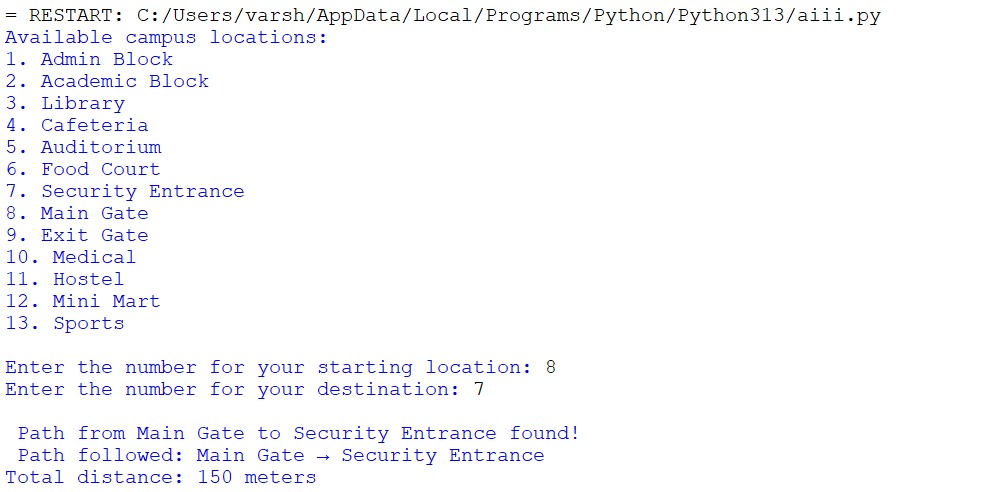 = RESTART: C:/Users/varsh/AppData/Local/Programs/Python/Python313/aiii.py
Available campus locations:
1. Admin Block
2. Academic Block
3. Library
4. Cafeteria
5. Auditorium
6. Food Court
7. Security Entrance
8. Main Gate
9. Exit Gate
10. Medical
11. Hostel
12. Mini Mart
13. Sports
Enter the number for your starting location: 8
Enter the number for your destination: 7
Path from Main Gate to Security Entrance found!
Path followed: Main Gate → Security Entrance
Total distance: 150 meters